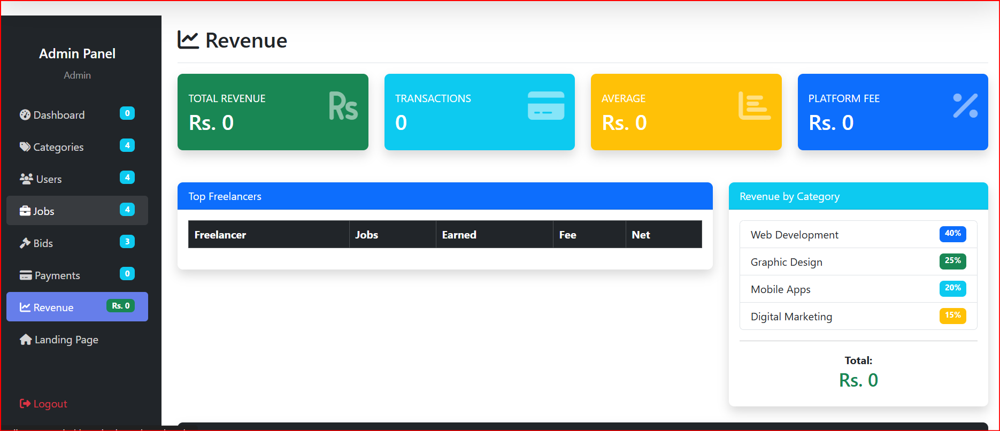 Admin Panel
Admin
Dashboard 0
Categories 4
Users 4
Jobs 4
Bids 3
Payments 0
Revenue Rs. 0
Landing Page
Logout
Revenue
TOTAL REVENUE
Rs. 0
Rs
TRANSACTIONS
0
AVERAGE
Rs. 0
PLATFORM FEE
Rs. 0
%
Top Freelancers
Freelancer Jobs Earned Fee Net
Revenue by Category
Web Development 40%
Graphic Design 25%
Mobile Apps 20%
Digital Marketing 15%
Total:
Rs. 0